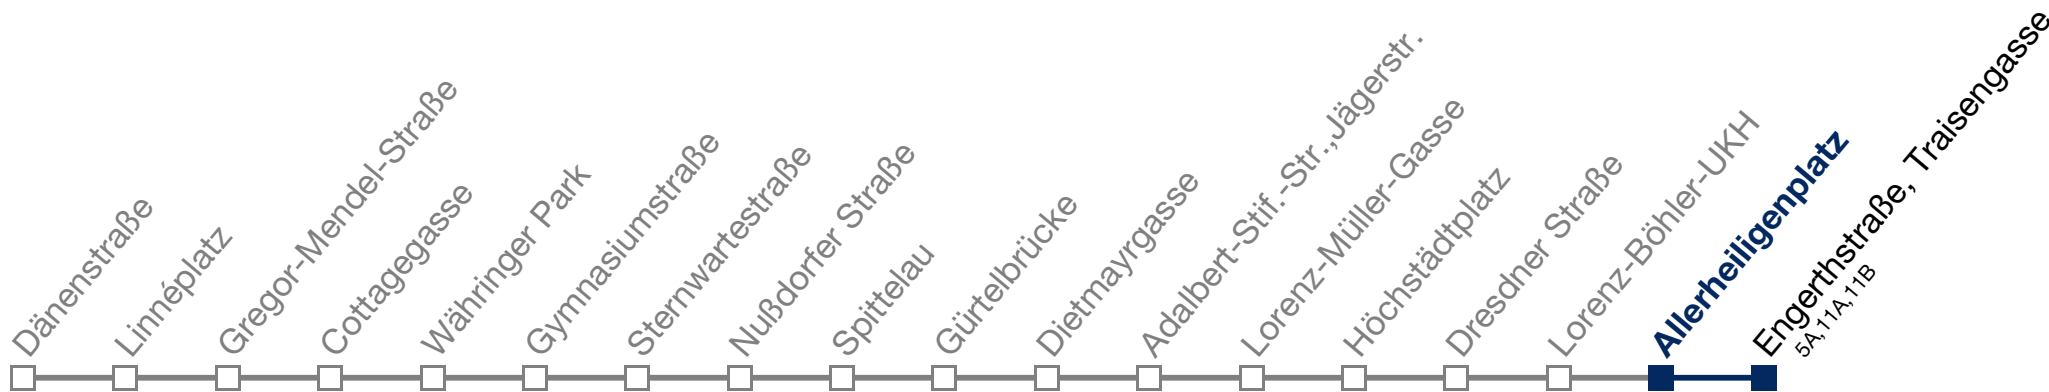 Dänenstraße
Linnéplatz
Gregor-Mendel-Straße
Cottagegasse
Währinger Park
Gymnasiumstraße
Sternwartestraße
Nußdorfer Straße
Spittelau
Gürtelbrücke
Dietmayrgasse
Adalbert-Stif.-Str.,Jägerstr.
Lorenz-Müller-Gasse
Höchstädtplatz
Dresdner Straße
Lorenz-Böhler-UKH
Allerheiligenplatz
Engerthstraße, Traisengasse
5A,11A,11B